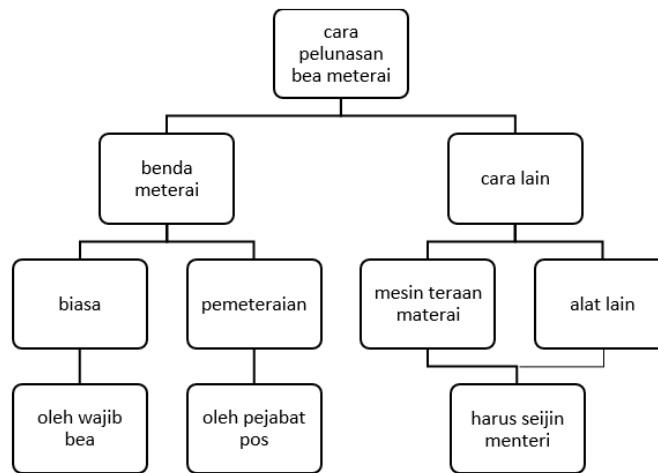 cara
pelunasan
bea meterai
benda
meterai
cara lain
biasa
pemeteraian
mesin teraan
materai
alat lain
oleh wajib
bea
oleh pejabat
pos
harus seijin
menteri